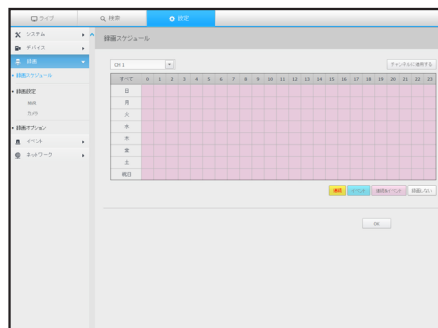 ライブ
検索
設定
システム
デバイス
録画
録画スケジュール
録画設定
録画オプション
イベント
ネットワーク
録画スケジュール
CH 1
チャンネルに適用する
すべて 0 1 2 3 4 5 6 7 8 9 10 11 12 13 14 15 16 17 18 19 20 21 22 23
日
月
火
水
木
金
土
祝日
連続 イベント 連続&イベント 録画しない
OK